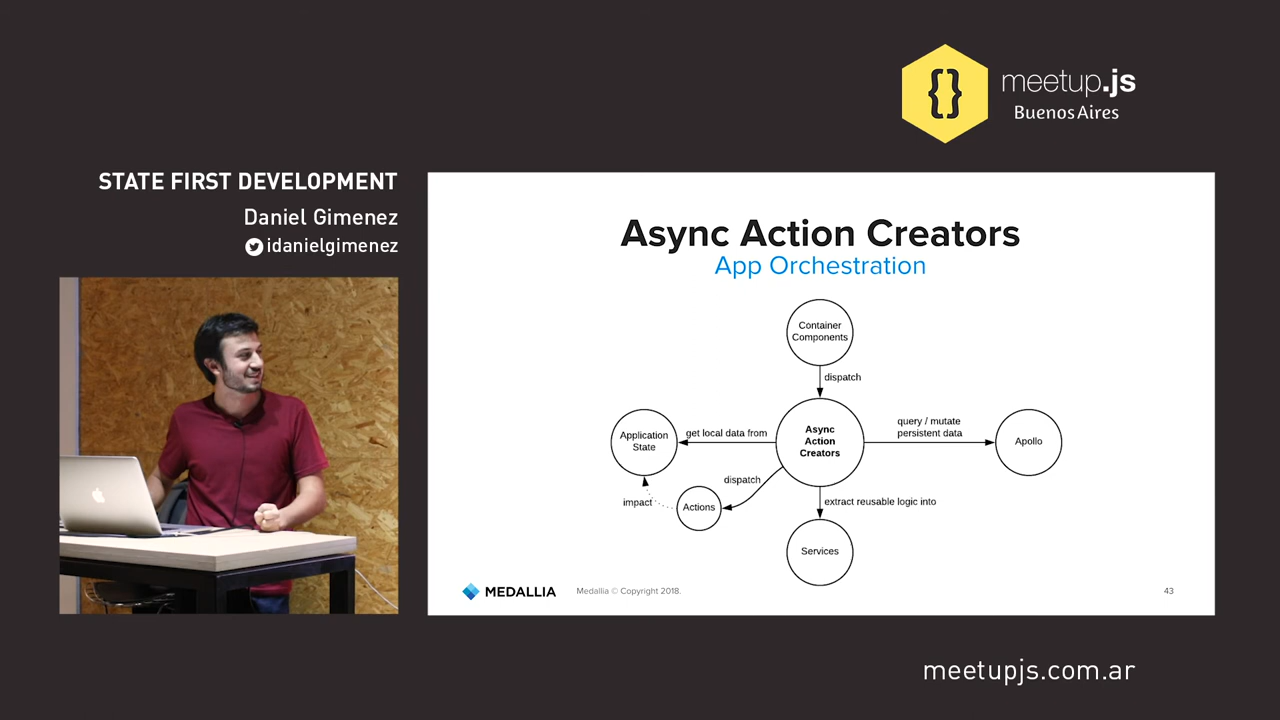 {} meetup.js
Buenos Aires
STATE FIRST DEVELOPMENT
Daniel Gimenez
idanielgimenez
Async Action Creators
App Orchestration
Container
Components
dispatch
Application
State
get local data from
Async
Action
Creators
query / mutate
persistent data
Apollo
dispatch
impact
Actions
extract reusable logic into
Services
MEDALLIA
Medallia © Copyright 2018.
43
meetupjs.com.ar